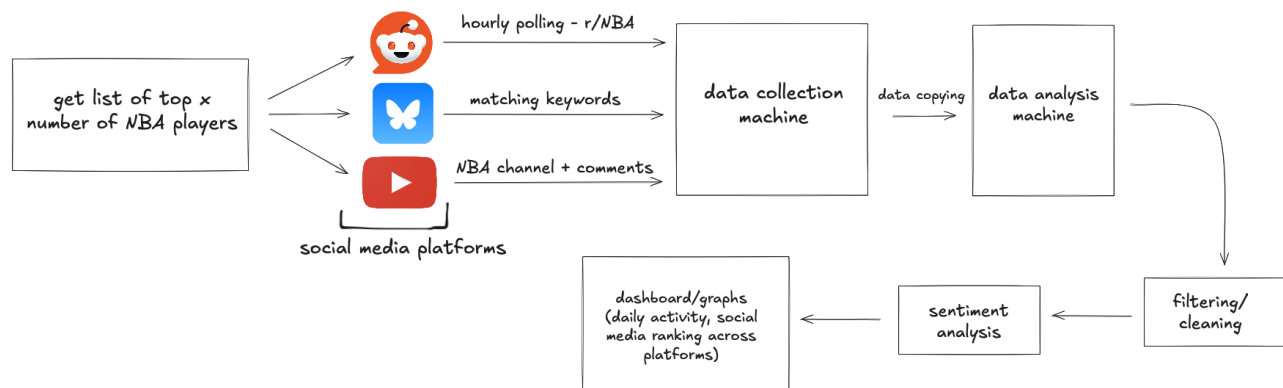 get list of top x
number of NBA players
hourly polling - r/NBA
matching keywords
NBA channel + comments
social media platforms
data collection
machine
data copying
data analysis
machine
filtering/
cleaning
sentiment
analysis
dashboard/graphs
(daily activity, social
media ranking across
platforms)